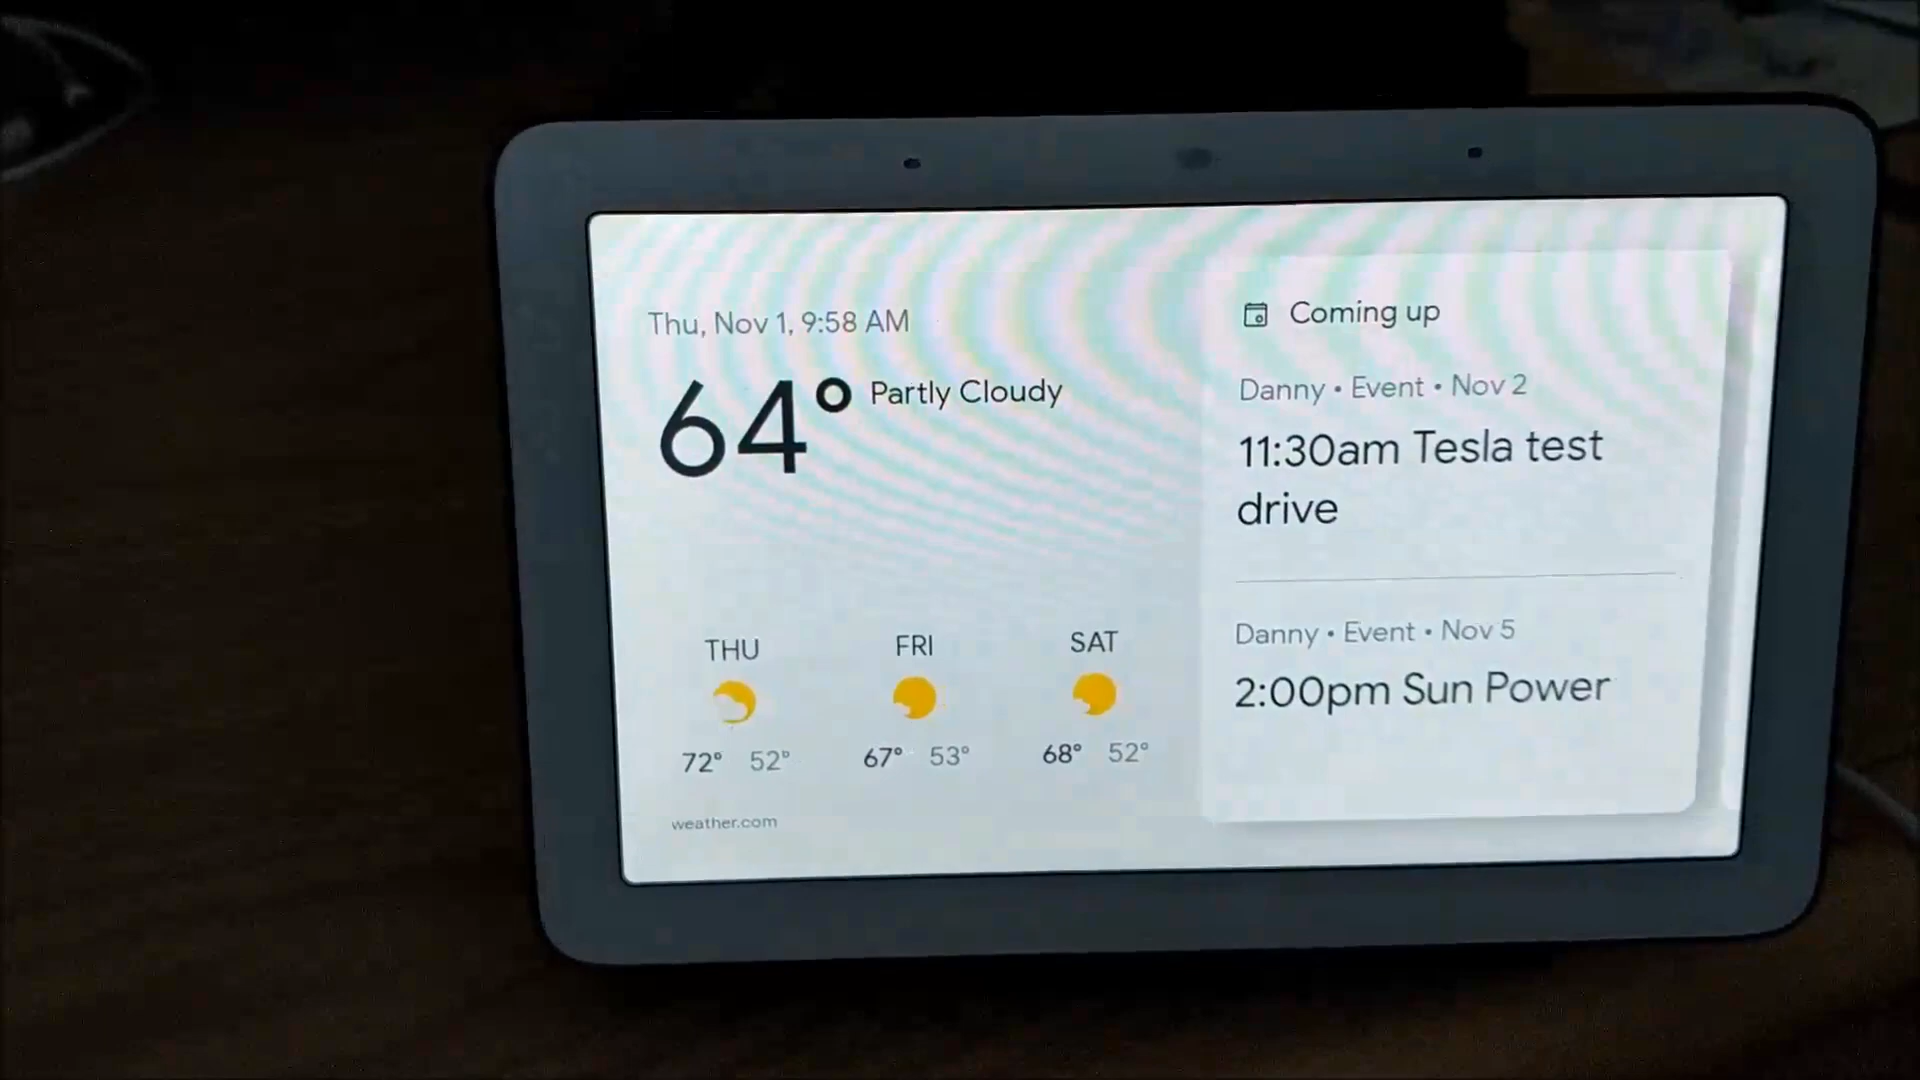 Thu, Nov 1, 9:58 AM
64° Partly Cloudy
THU FRI SAT
72° 52° 67° 53° 68° 52°
weather.com
Coming up
Danny • Event • Nov 2
11:30am Tesla test
drive
Danny • Event • Nov 5
2:00pm Sun Power